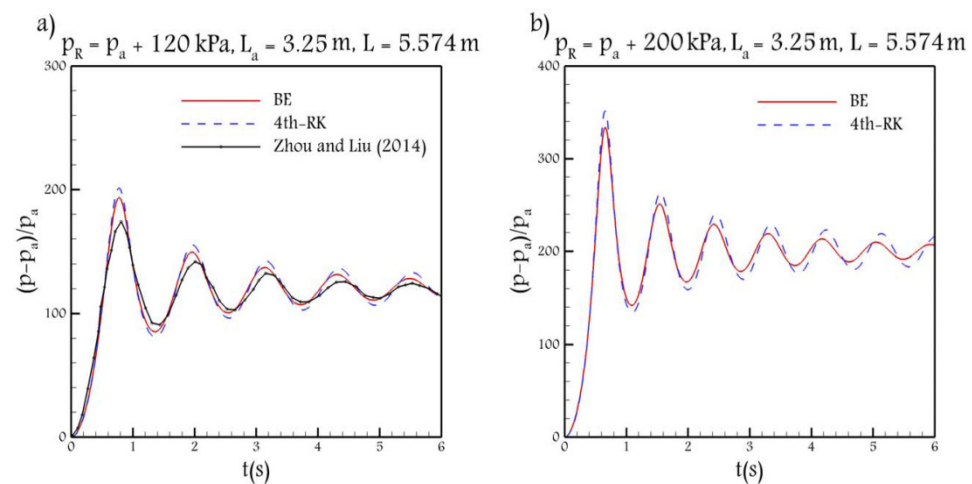 a)
p_R = p_a + 120 kPa, L_a = 3.25 m, L = 5.574 m
300
200
100
0
(p-p_a)/p_a
BE
4th-RK
Zhou and Liu (2014)
0 1 2 3 4 5 6
t(s)
b)
p_R = p_a + 200 kPa, L_a = 3.25 m, L = 5.574 m
400
300
200
100
0
(p-p_a)/p_a
BE
4th-RK
0 1 2 3 4 5 6
t(s)